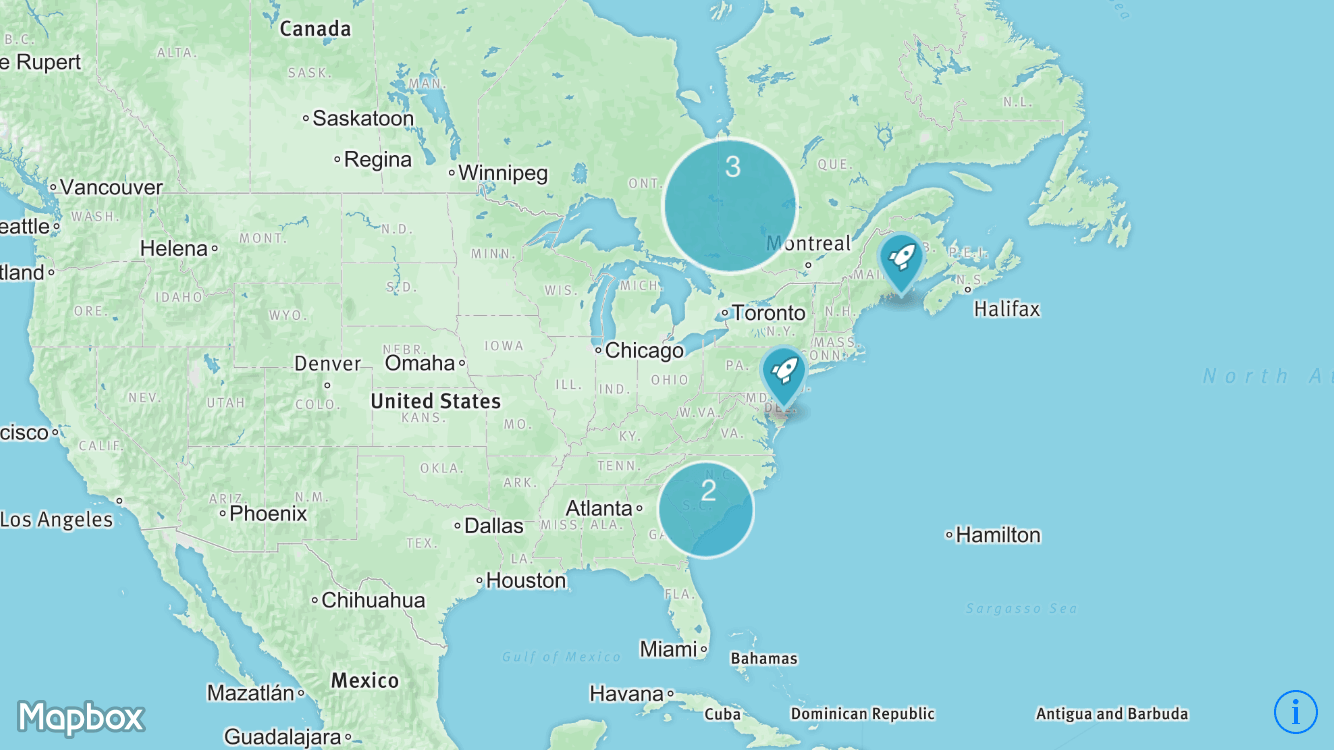 Canada
B.C.
ALTA.
e Rupert
SASK.
MAN.
N.L.
Saskatoon
Regina
Winnipeg
3
QUE.
ONT.
Vancouver
WASH.
eattle
Helena
MONT.
N.D.
MINN.
Montreal
B.
P.E.I.
tland
IDAHO
S.D.
WIS.
MICH.
MAI
N.S.
ORE.
WYO.
Toronto
N.H.
Halifax
N.Y.
IOWA
Chicago
MASS
NEBR.
CONN.
Denver
Omaha
PA.
North A
NEV.
UTAH
COLO.
ILL.
IND.
OHIO
MD.
United States
KANS.
W.VA.
DEL.
cisco
MO.
KY.
VA.
CALIF.
OKLA.
TENN.
N.C.
ARK.
2
ARIZ.
N.M.
Los Angeles
Phoenix
Atlanta
S.C.
Dallas
MISS.
ALA.
GA
TEX.
Hamilton
LA.
Houston
Chihuahua
FLA.
Sargasso Sea
Miami
Gulf of Mexico
Bahamas
Mexico
Mazatlán
Havana
Mapbox
Cuba
Dominican Republic
Antigua and Barbuda
i
Guadalajara